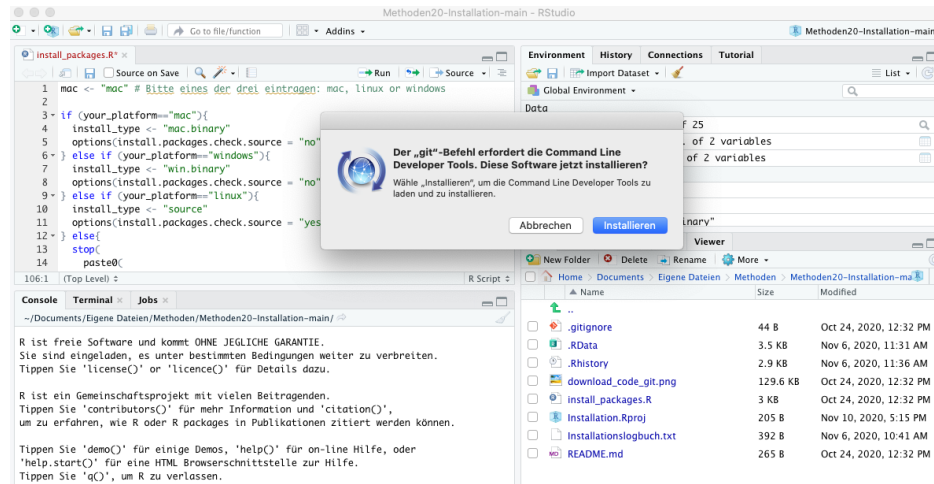 Methoden20-Installation-main - RStudio
Go to file/function
Addins
Methoden20-Installation-main
install_packages.R*
Source on Save
Run
Source
1 mac <- "mac" # Bitte eines der drei eintragen: mac, linux or windows
2
3 if (your_platform=="mac"){
4 install_type <- "mac.binary"
5 options(install.packages.check.source = "no"
6 } else if (your_platform=="windows"){
7 install_type <- "win.binary"
8 options(install.packages.check.source = "no"
9 } else if (your_platform=="linux"){
10 install_type <- "source"
11 options(install.packages.check.source = "yes
12 } else{
13 stop(
14 paste0(
106:1 (Top Level) R Script
Der „git"-Befehl erfordert die Command Line
Developer Tools. Diese Software jetzt installieren?
Wähle „Installieren", um die Command Line Developer Tools zu
laden und zu installieren.
Abbrechen Installieren
Console Terminal Jobs
~/Documents/Eigene Dateien/Methoden/Methoden20-Installation-main/
R ist freie Software und kommt OHNE JEGLICHE GARANTIE.
Sie sind eingeladen, es unter bestimmten Bedingungen weiter zu verbreiten.
Tippen Sie 'license()' or 'licence()' für Details dazu.
R ist ein Gemeinschaftsprojekt mit vielen Beitragenden.
Tippen Sie 'contributors()' für mehr Information und 'citation()',
um zu erfahren, wie R oder R packages in Publikationen zitiert werden können.
Tippen Sie 'demo()' für einige Demos, 'help()' für on-line Hilfe, oder
'help.start()' für eine HTML Browserschnittstelle zur Hilfe.
Tippen Sie 'q()', um R zu verlassen.
Environment History Connections Tutorial
Import Dataset List
Global Environment
Data
f 25
. of 2 variables
of 2 variables
inary"
Viewer
New Folder Delete Rename More
Home Documents Eigene Dateien Methoden Methoden20-Installation-ma
Name Size Modified
..
.gitignore 44 B Oct 24, 2020, 12:32 PM
.RData 3.5 KB Nov 6, 2020, 11:31 AM
.Rhistory 2.9 KB Nov 6, 2020, 11:36 AM
download_code_git.png 129.6 KB Oct 24, 2020, 12:32 PM
install_packages.R 3 KB Oct 24, 2020, 12:32 PM
Installation.Rproj 205 B Nov 10, 2020, 5:15 PM
Installationslogbuch.txt 392 B Nov 6, 2020, 10:41 AM
README.md 265 B Oct 24, 2020, 12:32 PM